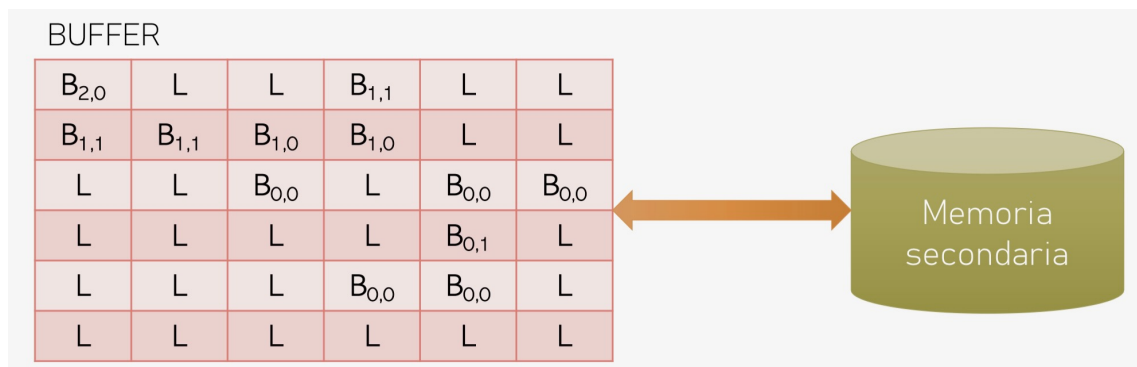 BUFFER
B2,0 L L B1,1 L L
B1,1 B1,1 B1,0 B1,0 L L
L L B0,0 L B0,0 B0,0
L L L L B0,1 L
L L L B0,0 B0,0 L
L L L L L L
Memoria
secondaria